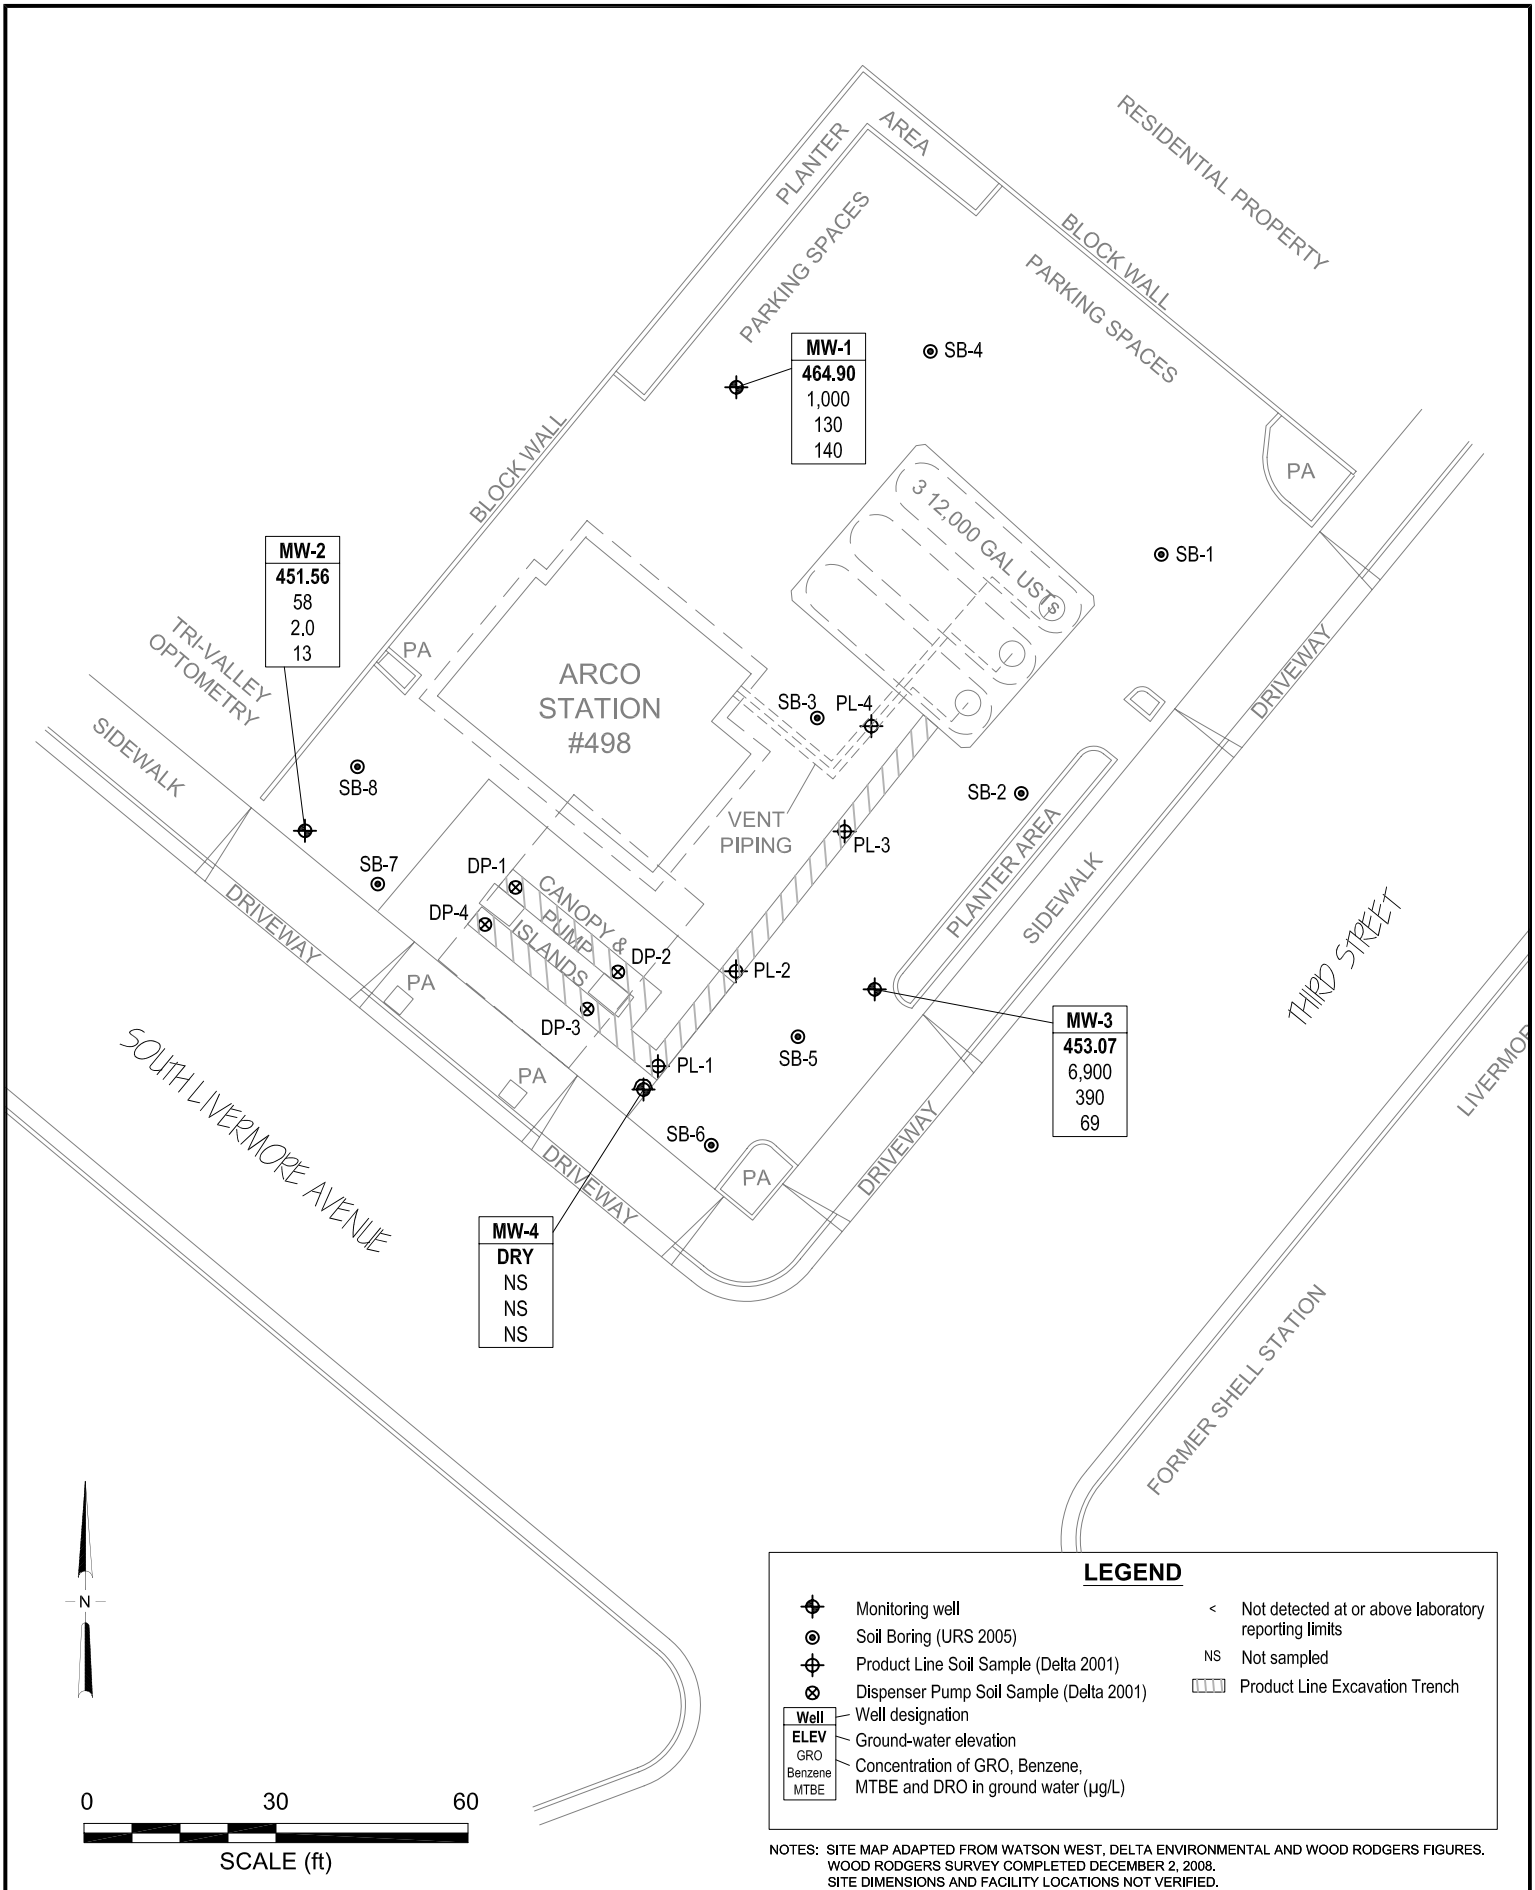 RESIDENTIAL PROPERTY
PLANTER
AREA
PARKING SPACES
BLOCK WALL
PARKING SPACES
MW-1
464.90
1,000
130
140
SB-4
BLOCK WALL
PA
3 12,000 GAL USTs
SB-1
MW-2
451.56
58
2.0
13
TRI-VALLEY
OPTOMETRY
PA
ARCO
STATION
#498
SB-3
PL-4
DRIVEWAY
SIDEWALK
SB-8
SB-2
VENT
PIPING
PL-3
PLANTER AREA
SIDEWALK
SB-7
DP-1
DP-4
CANOPY &
PUMP
ISLANDS
DP-2
DP-3
PL-2
DRIVEWAY
PA
THIRD STREET
MW-3
453.07
6,900
390
69
SB-5
PL-1
PA
SOUTH LIVERMORE AVENUE
SB-6
PA
DRIVEWAY
DRIVEWAY
LIVERMOR
MW-4
DRY
NS
NS
NS
FORMER SHELL STATION
N
0 30 60
SCALE (ft)
LEGEND
Monitoring well
Soil Boring (URS 2005)
Product Line Soil Sample (Delta 2001)
Dispenser Pump Soil Sample (Delta 2001)
Well
Well designation
ELEV
Ground-water elevation
GRO
Benzene
MTBE
Concentration of GRO, Benzene,
MTBE and DRO in ground water (µg/L)
< Not detected at or above laboratory
reporting limits
NS Not sampled
Product Line Excavation Trench
NOTES: SITE MAP ADAPTED FROM WATSON WEST, DELTA ENVIRONMENTAL AND WOOD RODGERS FIGURES.
WOOD RODGERS SURVEY COMPLETED DECEMBER 2, 2008.
SITE DIMENSIONS AND FACILITY LOCATIONS NOT VERIFIED.